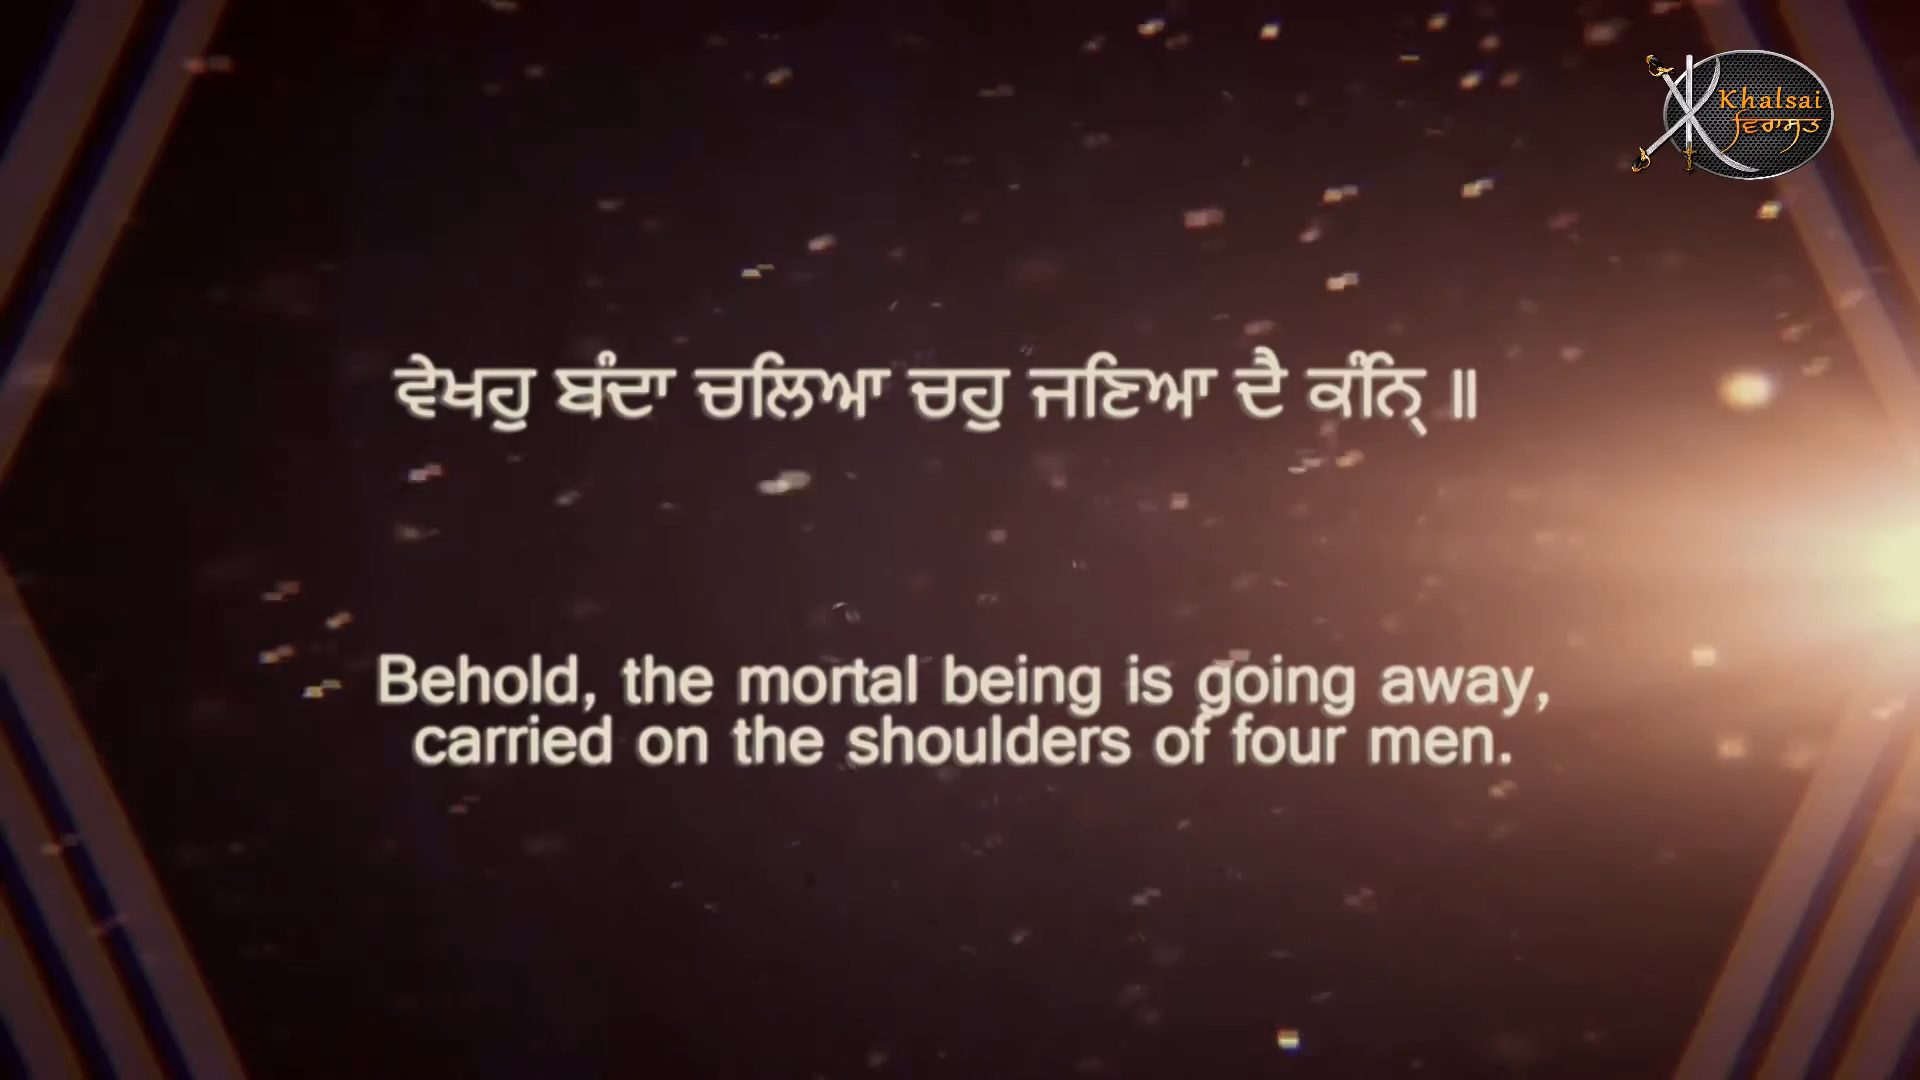 Khalsai
ਵਿਰਾਸਤ
ਵੇਖਹੁ ਬੰਦਾ ਚਲਿਆ ਚਹੁ ਜਣਿਆ ਦੈ ਕੰਨਿ੍ ॥
Behold, the mortal being is going away,
carried on the shoulders of four men.